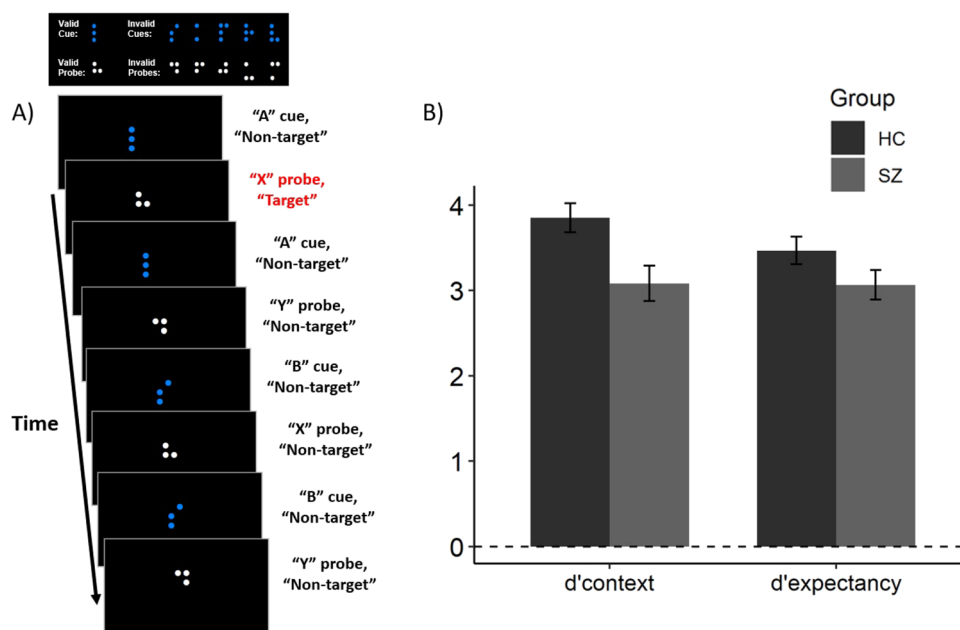 Valid
Cue:
Invalid
Cues:
Valid
Probe:
Invalid
Probes:
A)
"A" cue,
"Non-target"
"X" probe,
"Target"
"A" cue,
"Non-target"
"Y" probe,
"Non-target"
"B" cue,
"Non-target"
Time
"X" probe,
"Non-target"
"B" cue,
"Non-target"
"Y" probe,
"Non-target"
B)
Group
HC
SZ
4
3
2
1
0
d'context
d'expectancy